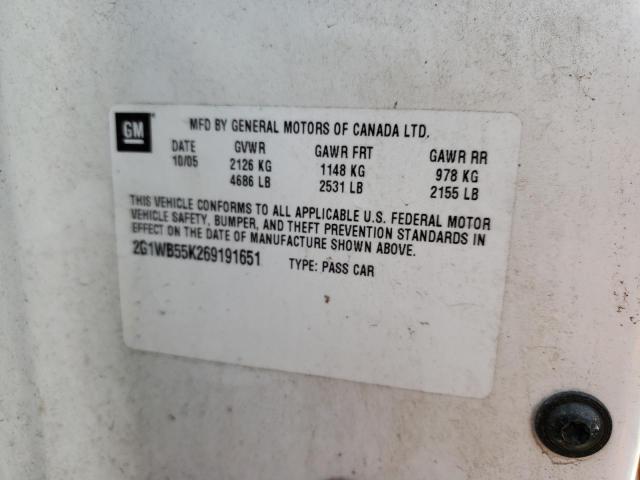 GM
MFD BY GENERAL MOTORS OF CANADA LTD.
DATE GVWR GAWR FRT GAWR RR
10/05 2126 KG 1148 KG 978 KG
4686 LB 2531 LB 2155 LB
THIS VEHICLE CONFORMS TO ALL APPLICABLE U.S. FEDERAL MOTOR
VEHICLE SAFETY, BUMPER, AND THEFT PREVENTION STANDARDS IN
EFFECT ON THE DATE OF MANUFACTURE SHOWN ABOVE.
2G1WB55K269191651 TYPE: PASS CAR